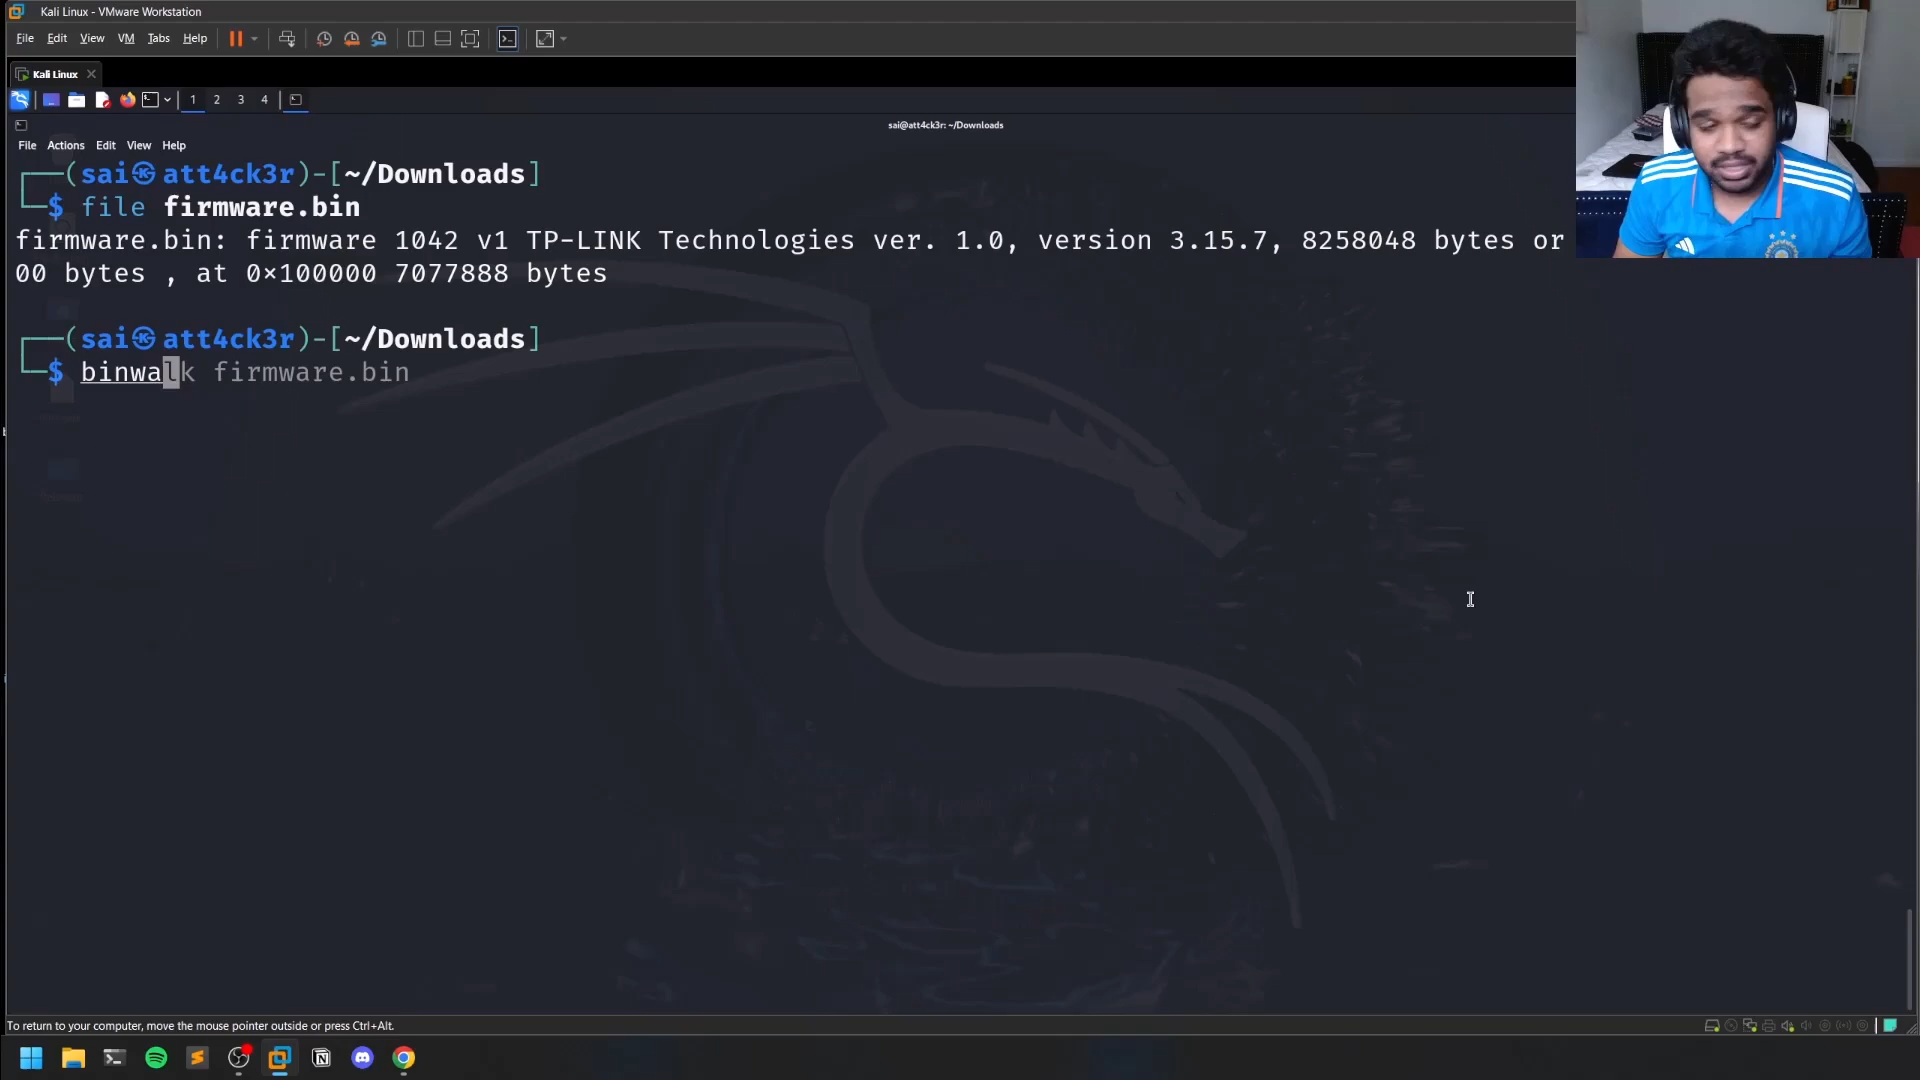 Kali Linux - VMware Workstation
File Edit View VM Tabs Help
Kali Linux
1 2 3 4
sai@att4ck3r: ~/Downloads
File Actions Edit View Help
┌──(sai㉿att4ck3r)-[~/Downloads]
└─$ file firmware.bin
firmware.bin: firmware 1042 v1 TP-LINK Technologies ver. 1.0, version 3.15.7, 8258048 bytes or
00 bytes , at 0×100000 7077888 bytes
┌──(sai㉿att4ck3r)-[~/Downloads]
└─$ binwalk firmware.bin
To return to your computer, move the mouse pointer outside or press Ctrl+Alt.